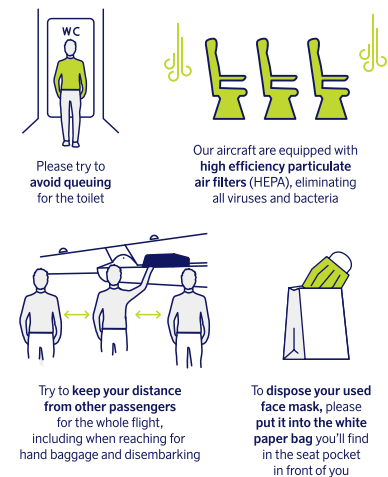 WC
Please try to
avoid queuing
for the toilet
Our aircraft are equipped with
high efficiency particulate
air filters (HEPA), eliminating
all viruses and bacteria
Try to keep your distance
from other passengers
for the whole flight,
including when reaching for
hand baggage and disembarking
To dispose your used
face mask, please
put it into the white
paper bag you'll find
in the seat pocket
in front of you